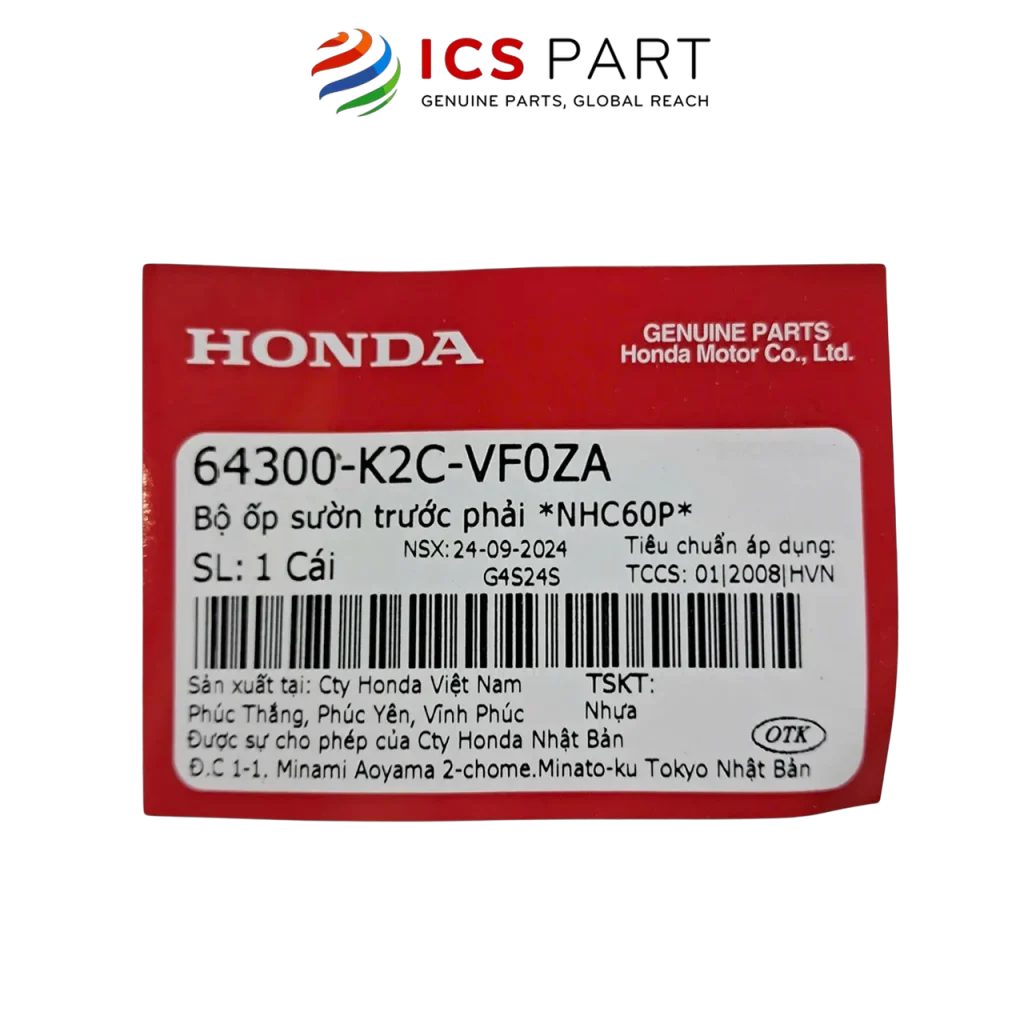 ICS PART
GENUINE PARTS, GLOBAL REACH
HONDA
GENUINE PARTS
Honda Motor Co., Ltd.
64300-K2C-VF0ZA
Bộ ốp sườn trước phải *NHC60P*
SL: 1 Cái
NSX: 24-09-2024
G4S24S
Tiêu chuẩn áp dụng:
TCCS: 01|2008|HVN
Sản xuất tại: Cty Honda Việt Nam
Phúc Thắng, Phúc Yên, Vĩnh Phúc
TSKT:
Nhựa
Được sự cho phép của Cty Honda Nhật Bản
Đ.C 1-1. Minami Aoyama 2-chome.Minato-ku Tokyo Nhật Bản
OTK